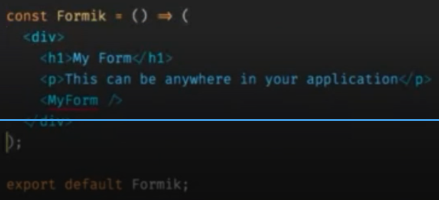 const Formik = () => (
<div>
<h1>My Form</h1>
<p>This can be anywhere in your application</p>
<MyForm />
</div>
);
export default Formik;